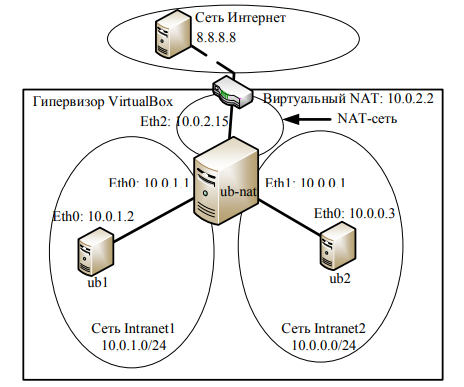 Сеть Интернет
8.8.8.8
Гипервизор VirtualBox
Виртуальный NAT: 10.0.2.2
Eth2: 10.0.2.15
NAT-сеть
Eth0: 10.0.1.1
Eth1: 10.0.0.1
ub-nat
Eth0: 10.0.1.2
Eth0: 10.0.0.3
ub1
ub2
Сеть Intranet1
10.0.1.0/24
Сеть Intranet2
10.0.0.0/24